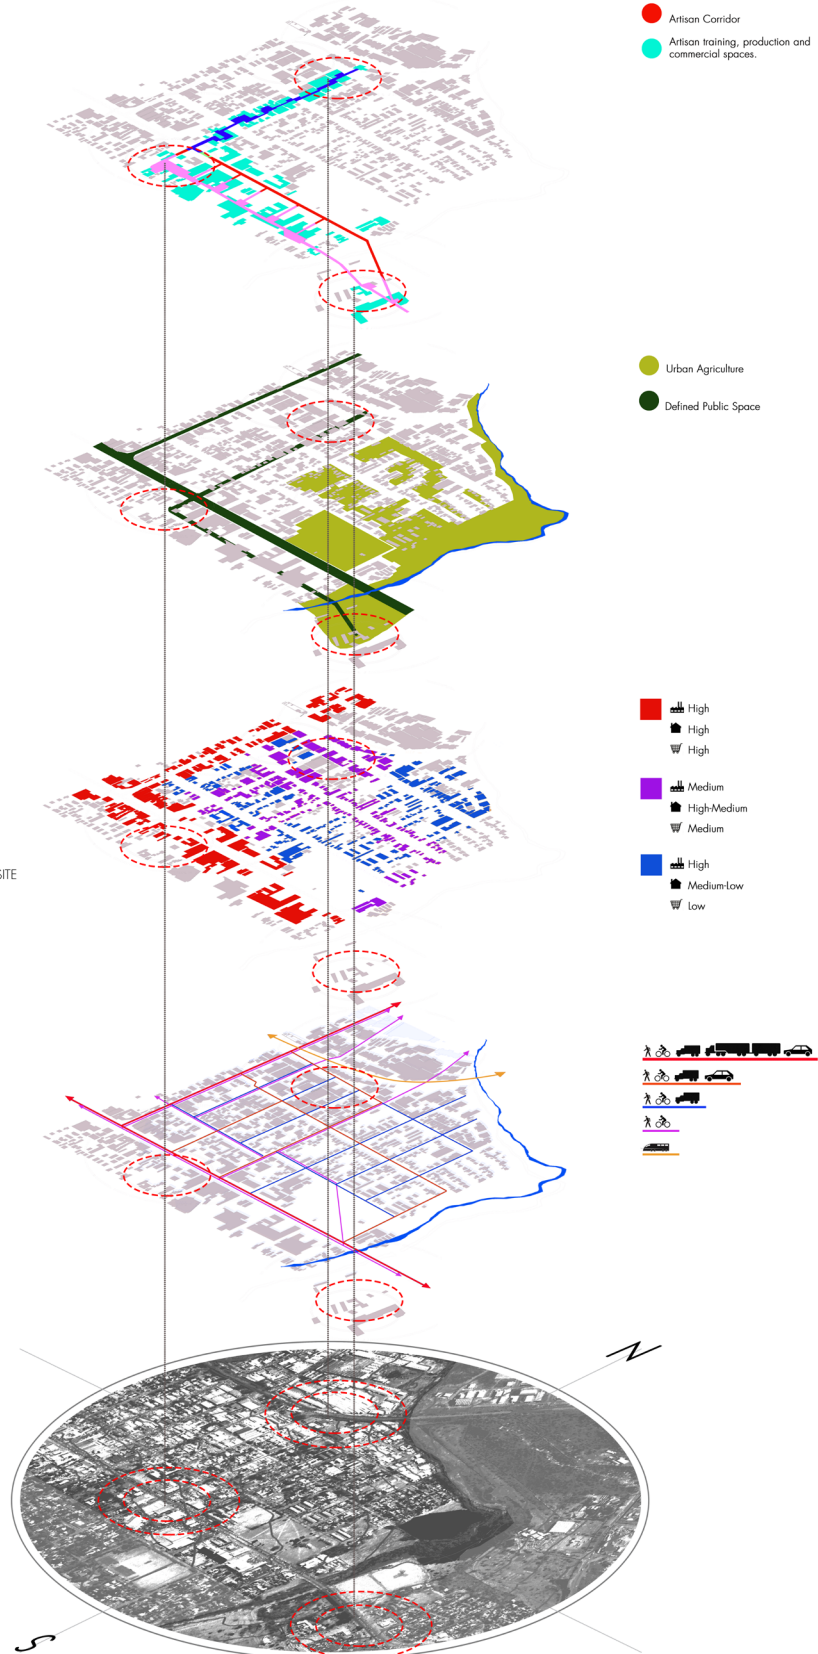 Artisan Corridor
Artisan training, production and
commercial spaces.
Urban Agriculture
Defined Public Space
High
High
High
Medium
High-Medium
Medium
High
Medium-Low
Low
SITE
N
S